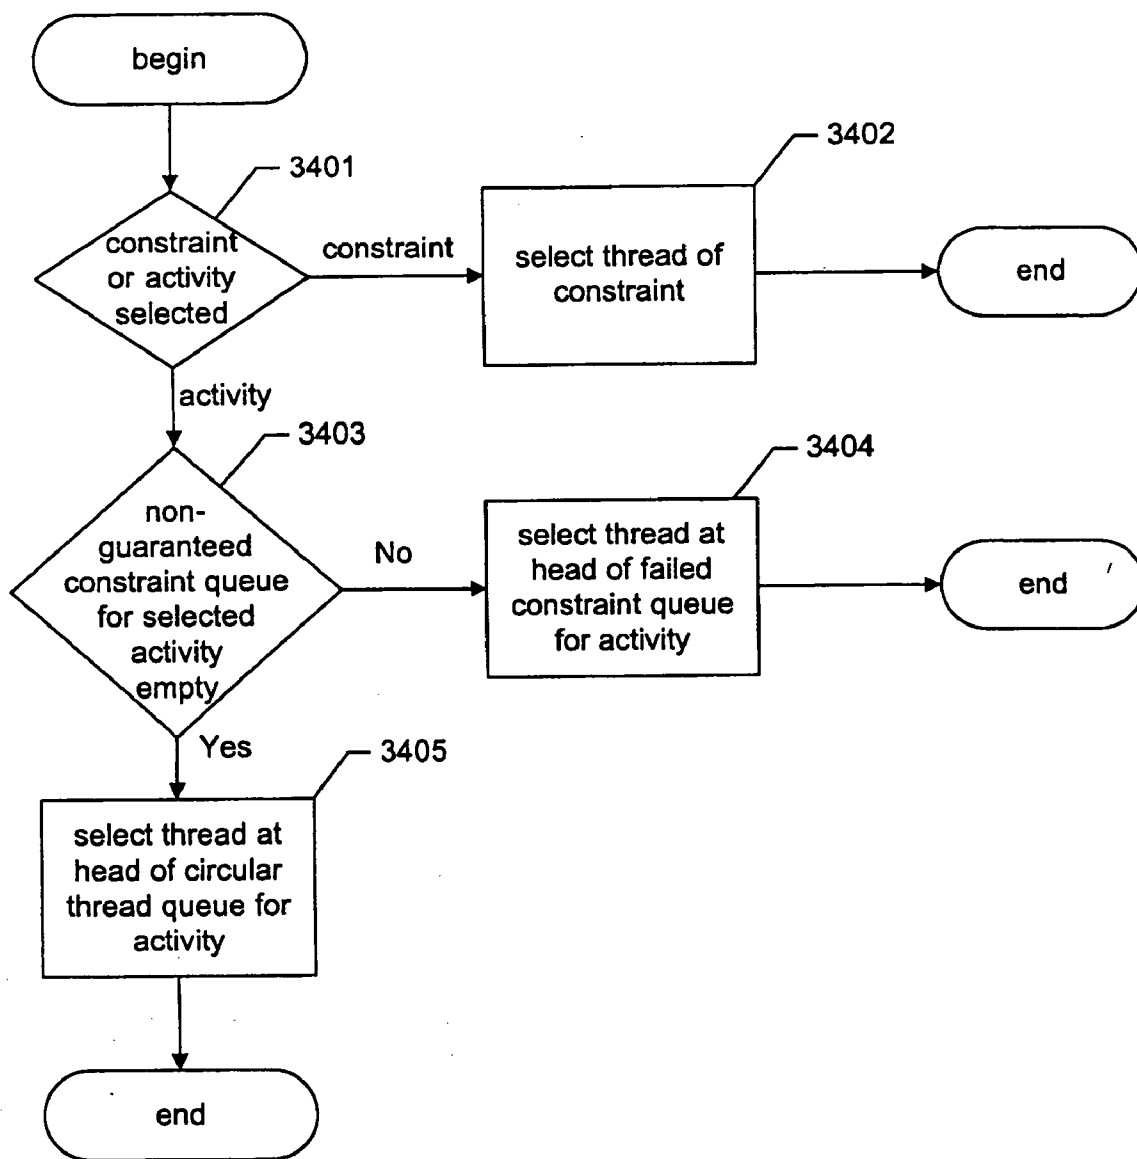 begin
3401
3402
constraint
or activity
selected
constraint
select thread of
constraint
end
activity
3403
3404
non-
guaranteed
constraint queue
for selected
activity
empty
No
select thread at
head of failed
constraint queue
for activity
end
Yes
3405
select thread at
head of circular
thread queue for
activity
end